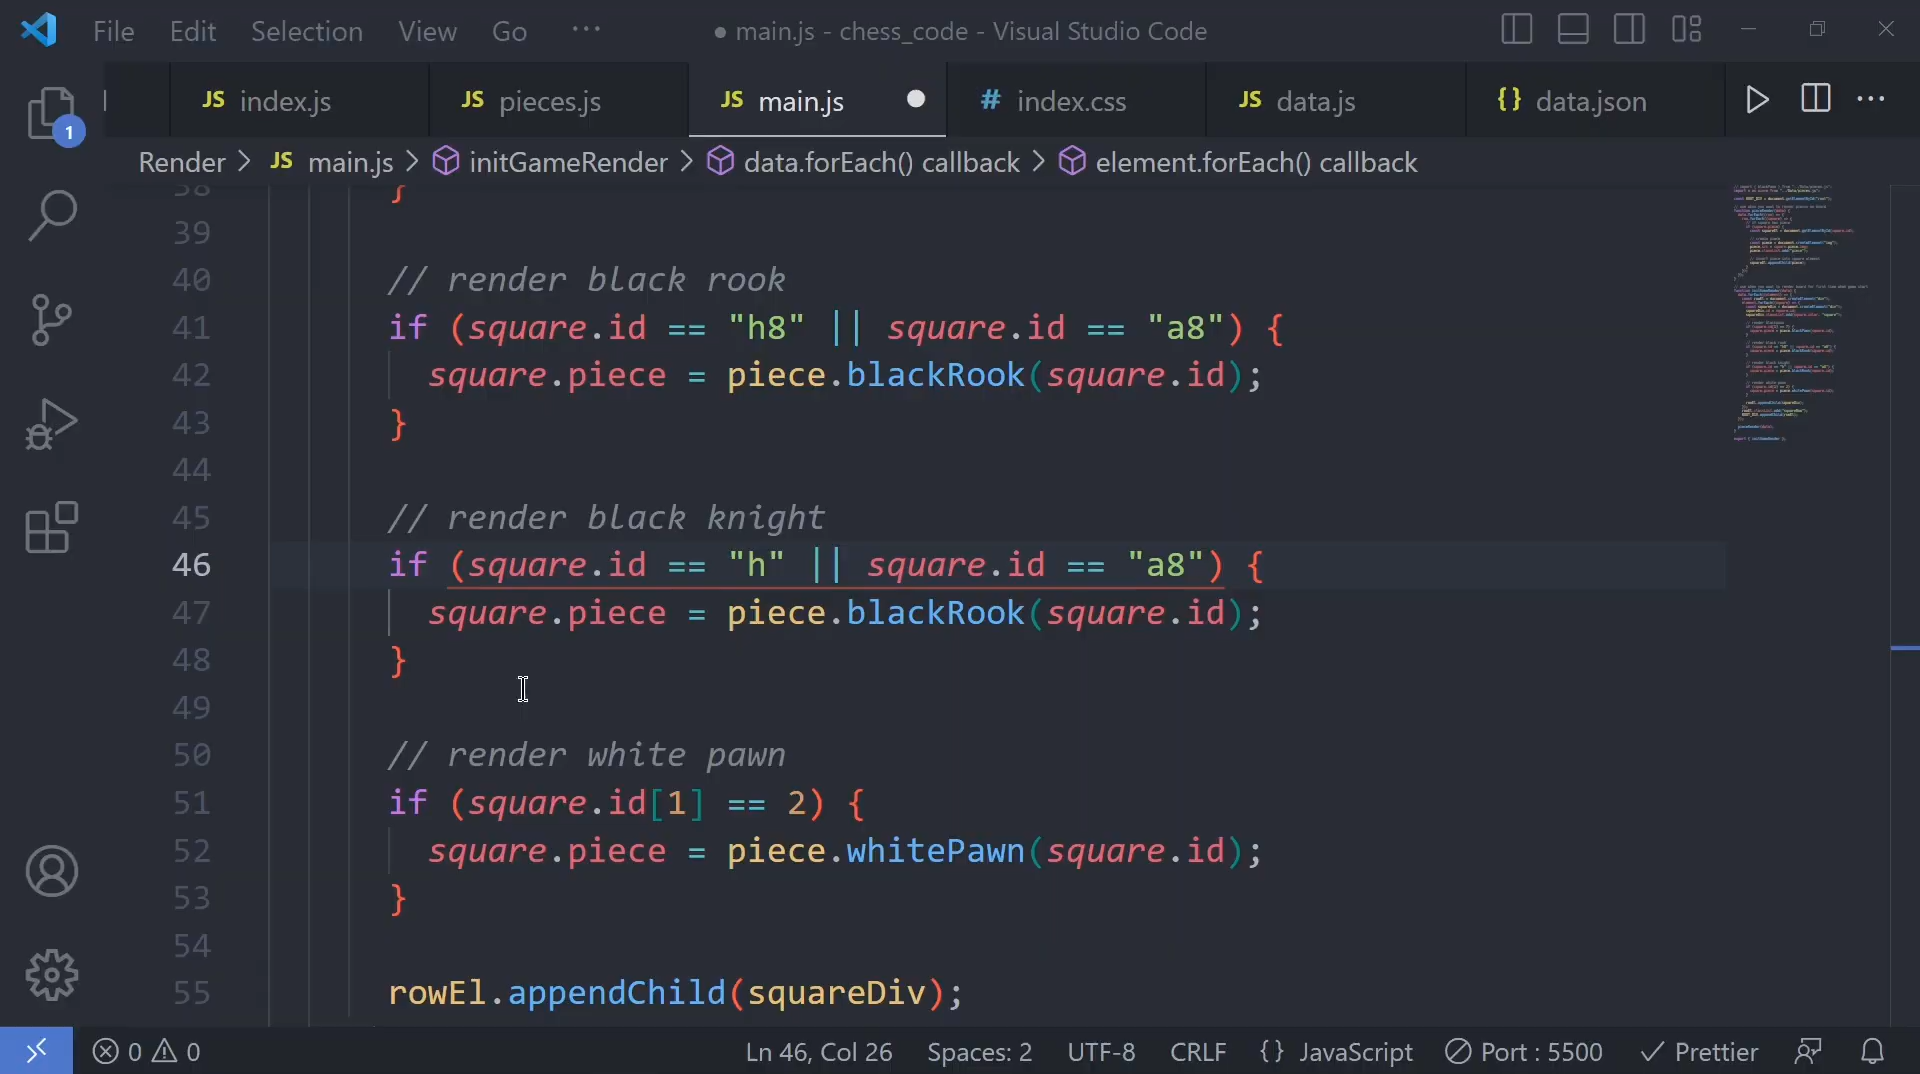 File Edit Selection View Go ··· ● main.js - chess_code - Visual Studio Code
JS index.js JS pieces.js JS main.js # index.css JS data.js {} data.json ···
1
Render > JS main.js > initGameRender > data.forEach() callback > element.forEach() callback
38 }
39
40 // render black rook
41 if (square.id == "h8" || square.id == "a8") {
42 square.piece = piece.blackRook(square.id);
43 }
44
45 // render black knight
46 if (square.id == "h" || square.id == "a8") {
47 square.piece = piece.blackRook(square.id);
48 }
49
50 // render white pawn
51 if (square.id[1] == 2) {
52 square.piece = piece.whitePawn(square.id);
53 }
54
55 rowEl.appendChild(squareDiv);
0 0 Ln 46, Col 26 Spaces: 2 UTF-8 CRLF {} JavaScript Port : 5500 Prettier